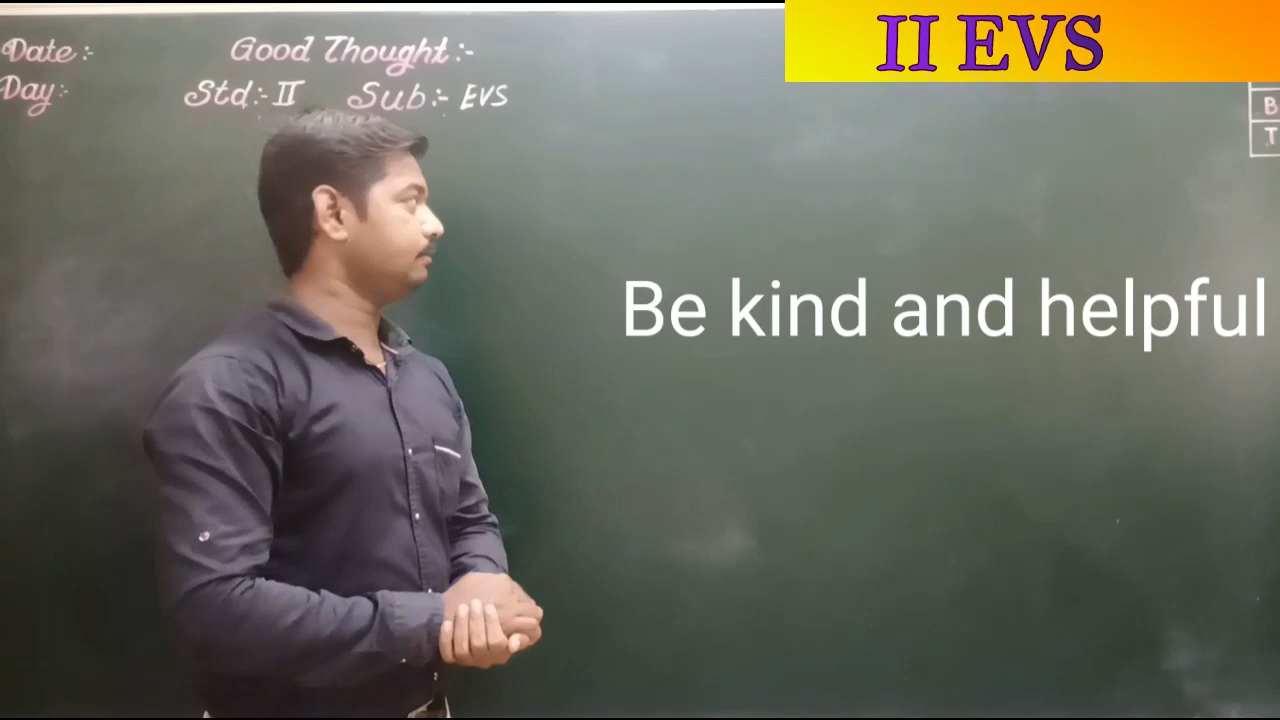 II EVS
Date:-
Good Thought:-
Day:-
Std:- II Sub:- EVS
B
T
Be kind and helpful